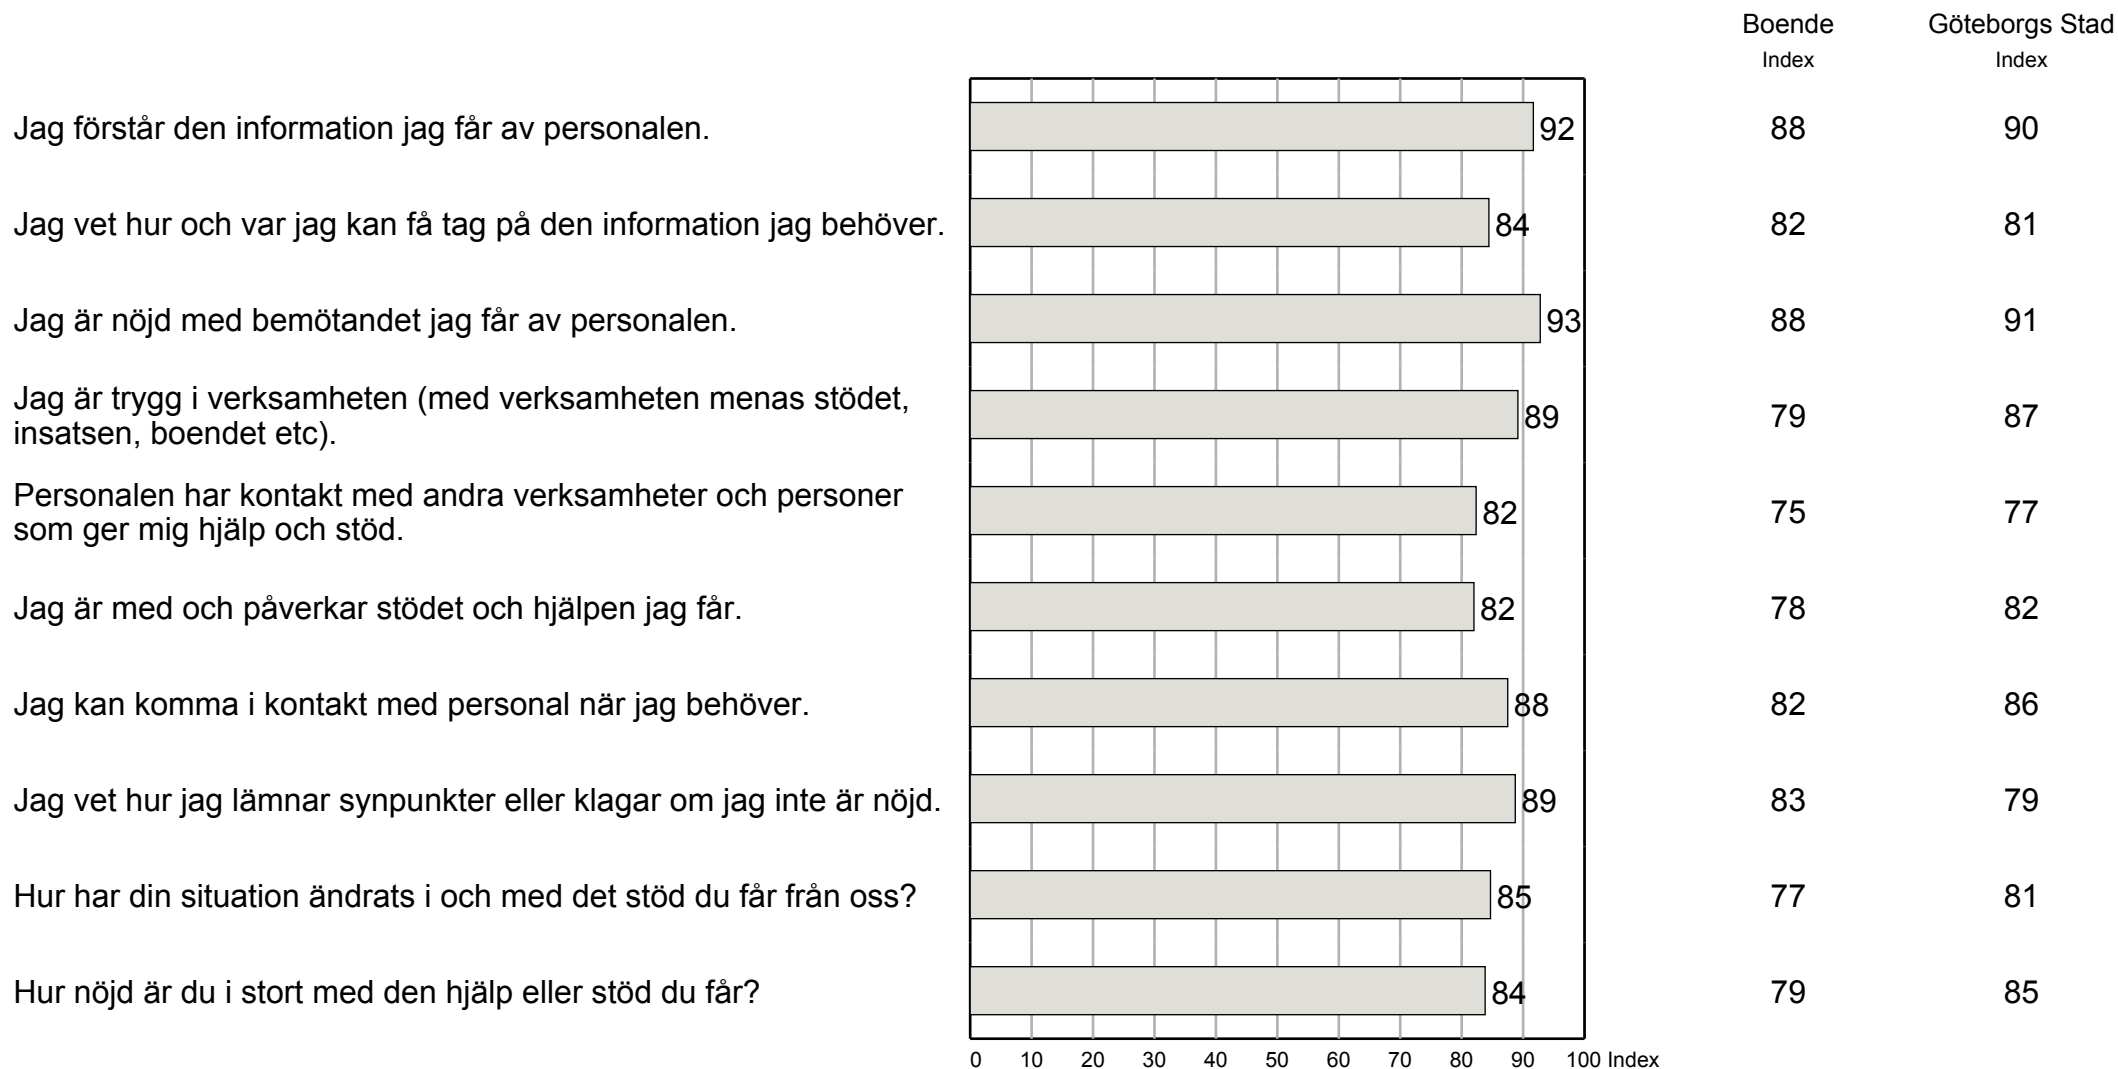 Boende Göteborgs Stad
Index Index
Jag förstår den information jag får av personalen. 92 88 90
Jag vet hur och var jag kan få tag på den information jag behöver. 84 82 81
Jag är nöjd med bemötandet jag får av personalen. 93 88 91
Jag är trygg i verksamheten (med verksamheten menas stödet,
insatsen, boendet etc). 89 79 87
Personalen har kontakt med andra verksamheter och personer
som ger mig hjälp och stöd. 82 75 77
Jag är med och påverkar stödet och hjälpen jag får. 82 78 82
Jag kan komma i kontakt med personal när jag behöver. 88 82 86
Jag vet hur jag lämnar synpunkter eller klagar om jag inte är nöjd. 89 83 79
Hur har din situation ändrats i och med det stöd du får från oss? 85 77 81
Hur nöjd är du i stort med den hjälp eller stöd du får? 84 79 85
0 10 20 30 40 50 60 70 80 90 100 Index